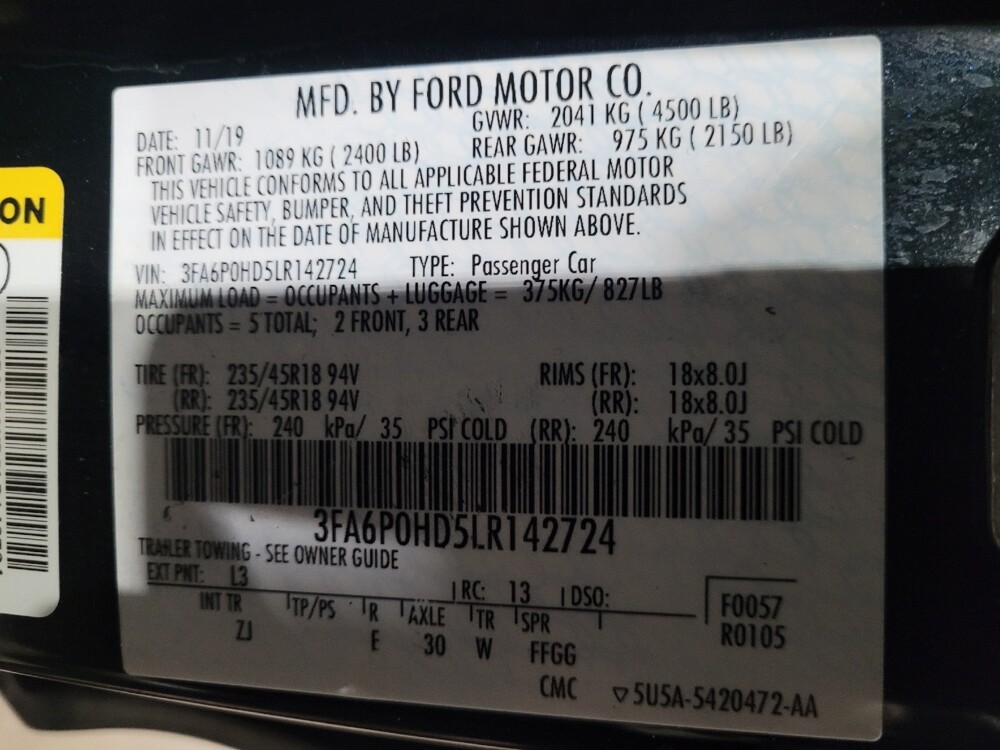 MFD. BY FORD MOTOR CO.
DATE: 11/19 GVWR: 2041 KG ( 4500 LB)
FRONT GAWR: 1089 KG ( 2400 LB) REAR GAWR: 975 KG ( 2150 LB)
THIS VEHICLE CONFORMS TO ALL APPLICABLE FEDERAL MOTOR
VEHICLE SAFETY, BUMPER, AND THEFT PREVENTION STANDARDS
IN EFFECT ON THE DATE OF MANUFACTURE SHOWN ABOVE.
VIN: 3FA6P0HD5LR142724 TYPE: Passenger Car
MAXIMUM LOAD = OCCUPANTS + LUGGAGE = 375KG/ 827LB
OCCUPANTS = 5 TOTAL; 2 FRONT, 3 REAR
TIRE (FR): 235/45R18 94V RIMS (FR): 18x8.0J
(RR): 235/45R18 94V (RR): 18x8.0J
PRESSURE (FR): 240 kPa/ 35 PSI COLD (RR): 240 kPa/ 35 PSI COLD
3FA6P0HD5LR142724
TRAILER TOWING - SEE OWNER GUIDE
EXT PNT: L3 RC: 13 DSO:
INT TR TP/PS R AXLE TR SPR F0057
ZJ E 30 W FFGG R0105
CMC ▽5U5A-5420472-AA
ON